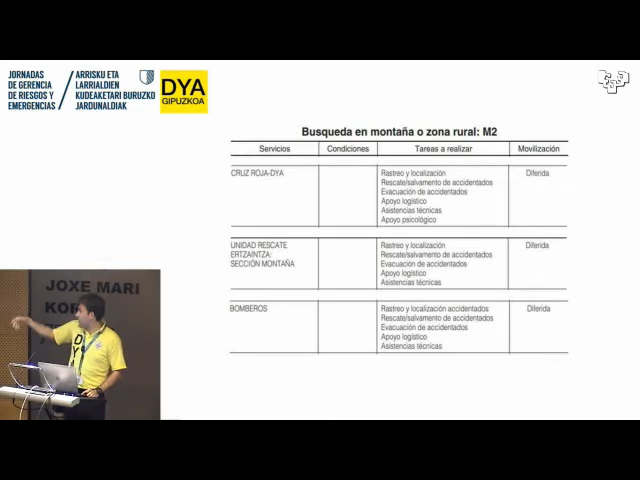 JORNADAS
DE GERENCIA
DE RIESGOS Y
EMERGENCIAS
ARRISKU ETA
LARRIALDIEN
KUDEAKETARI BURUZKO
JARDUNALDIAK
DYA
GIPUZKOA
Busqueda en montaña o zona rural: M2
Servicios Condiciones Tareas a realizar Movilización
CRUZ ROJA-DYA Rastreo y localización Diferida
Rescate/salvamento de accidentados
Evacuación de accidentados
Apoyo logístico
Asistencias técnicas
Apoyo psicológico
UNIDAD RESCATE Rastreo y localización Diferida
ERTZAINTZA: Rescate/salvamento de accidentados
SECCIÓN MONTAÑA Evacuación de accidentados
Apoyo logístico
Asistencias técnicas
BOMBEROS Rastreo y localización accidentados Diferida
Rescate/salvamento de accidentados
Evacuación de accidentados
Apoyo logístico
Asistencias técnicas
JOXE MARI
DYA